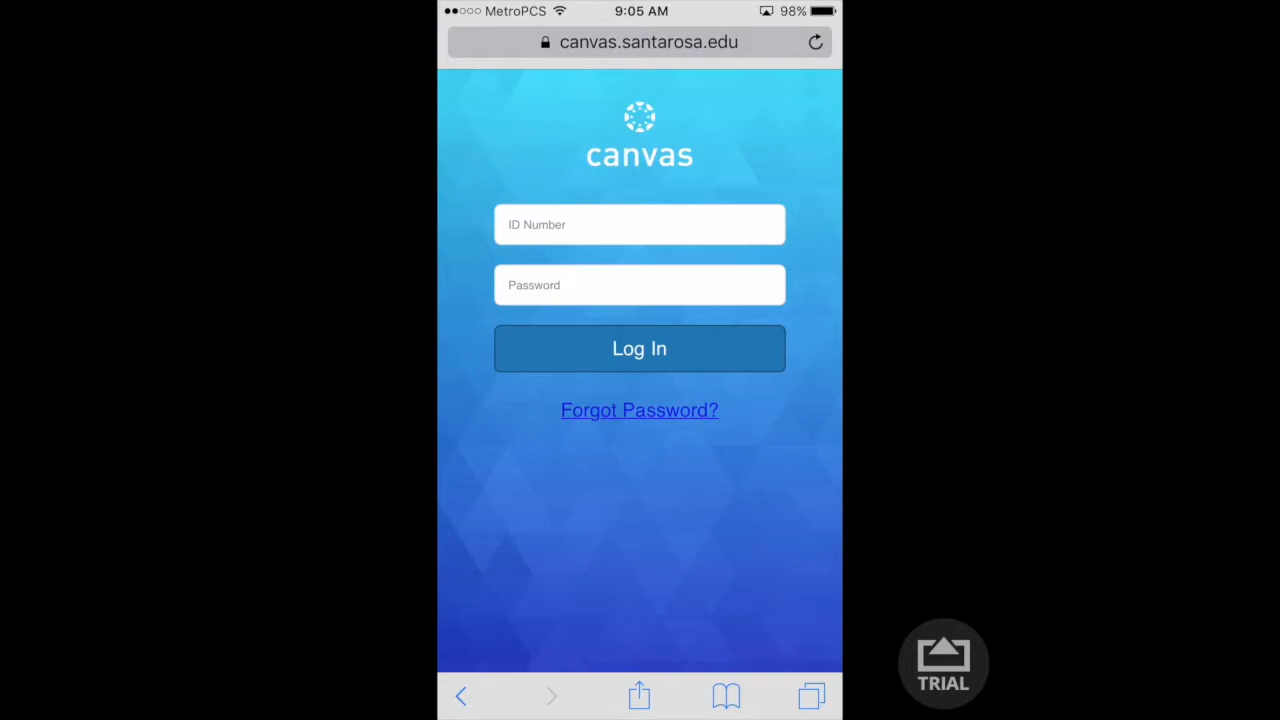 MetroPCS 9:05 AM 98%
canvas.santarosa.edu
canvas
ID Number
Password
Log In
Forgot Password?
TRIAL